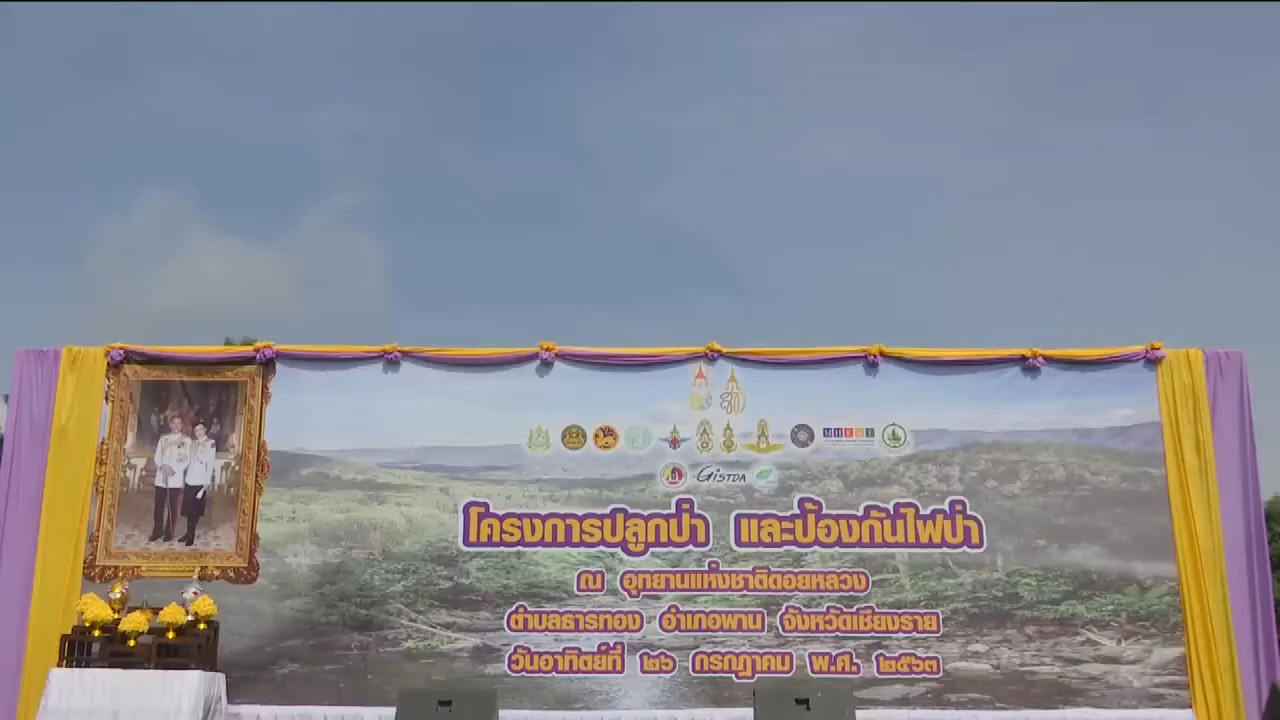 GISTDA
โครงการปลูกป่า และป้องกันไฟป่า
ณ อุทยานแห่งชาติดอยหลวง
ตำบลธารทอง อำเภอพาน จังหวัดเชียงราย
วันอาทิตย์ที่ ๒๖ กรกฎาคม พ.ศ. ๒๕๖๓